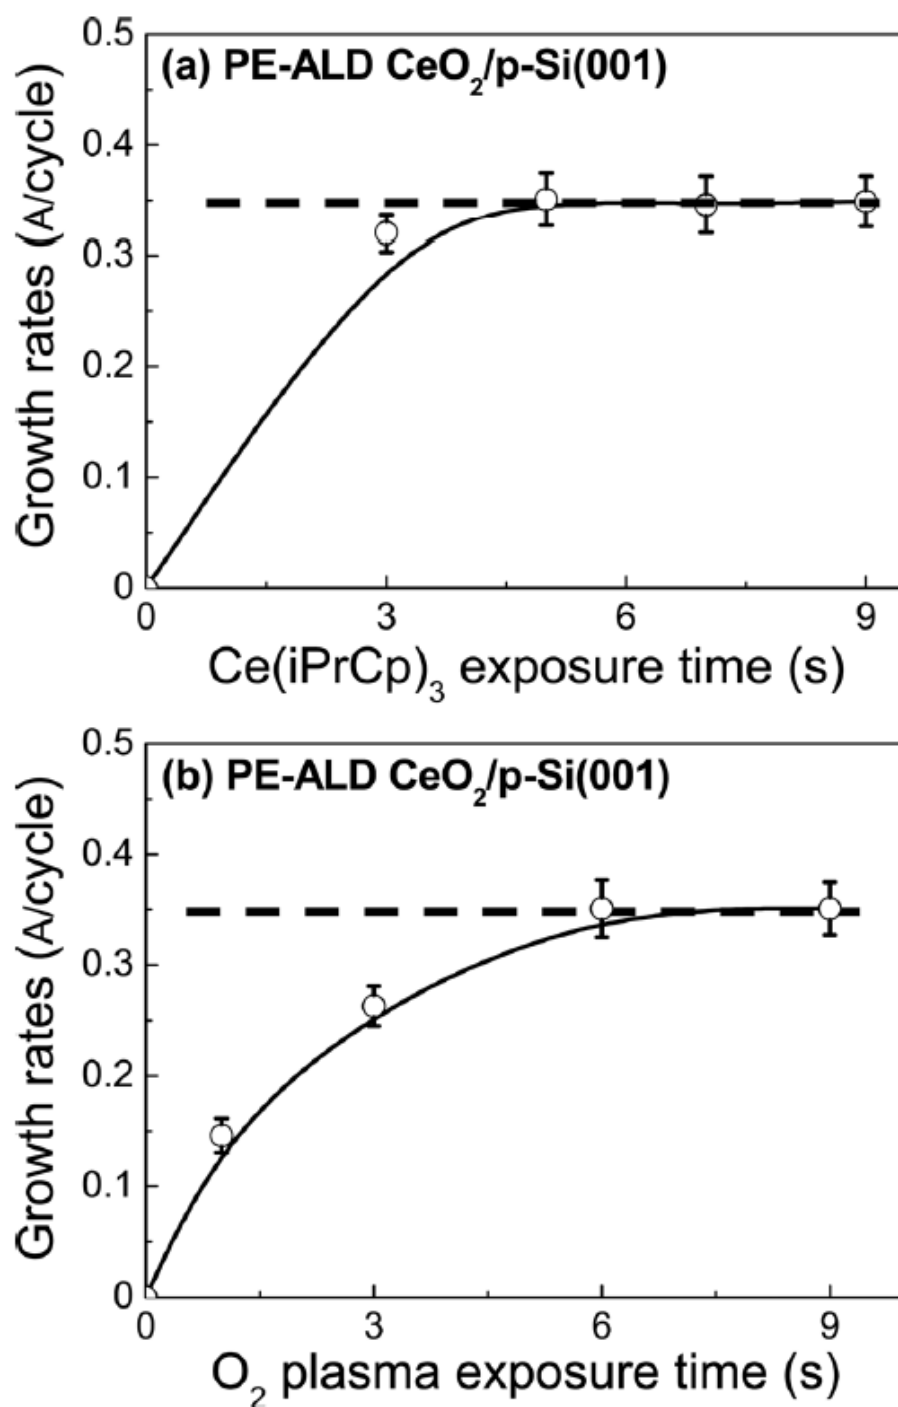 (a) PE-ALD CeO₂/p-Si(001)
Growth rates (A/cycle)
0.5
0.4
0.3
0.2
0.1
0
0 3 6 9
Ce(iPrCp)₃ exposure time (s)
(b) PE-ALD CeO₂/p-Si(001)
Growth rates (A/cycle)
0.5
0.4
0.3
0.2
0.1
0
0 3 6 9
O₂ plasma exposure time (s)